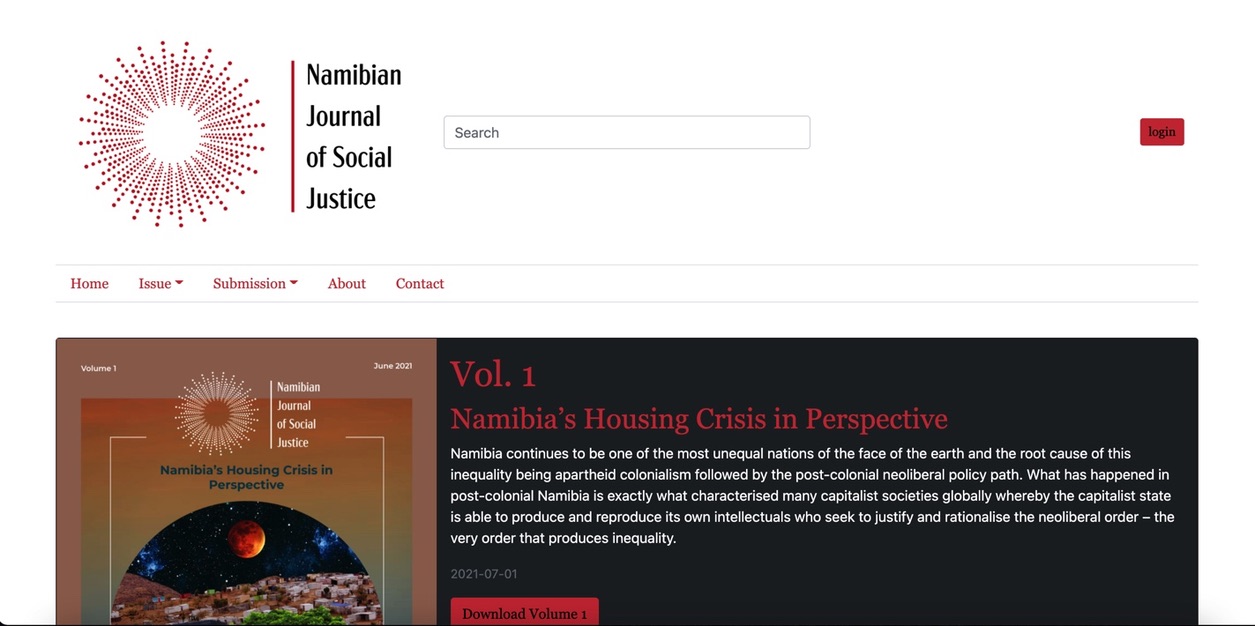 Namibian
Journal
of Social
Justice
Search
login
Home
Issue
Submission
About
Contact
Volume 1
June 2021
Namibian
Journal
of Social
Justice
Namibia's Housing Crisis in
Perspective
Vol. 1
Namibia's Housing Crisis in Perspective
Namibia continues to be one of the most unequal nations of the face of the earth and the root cause of this
inequality being apartheid colonialism followed by the post-colonial neoliberal policy path. What has happened in
post-colonial Namibia is exactly what characterised many capitalist societies globally whereby the capitalist state
is able to produce and reproduce its own intellectuals who seek to justify and rationalise the neoliberal order – the
very order that produces inequality.
2021-07-01
Download Volume 1